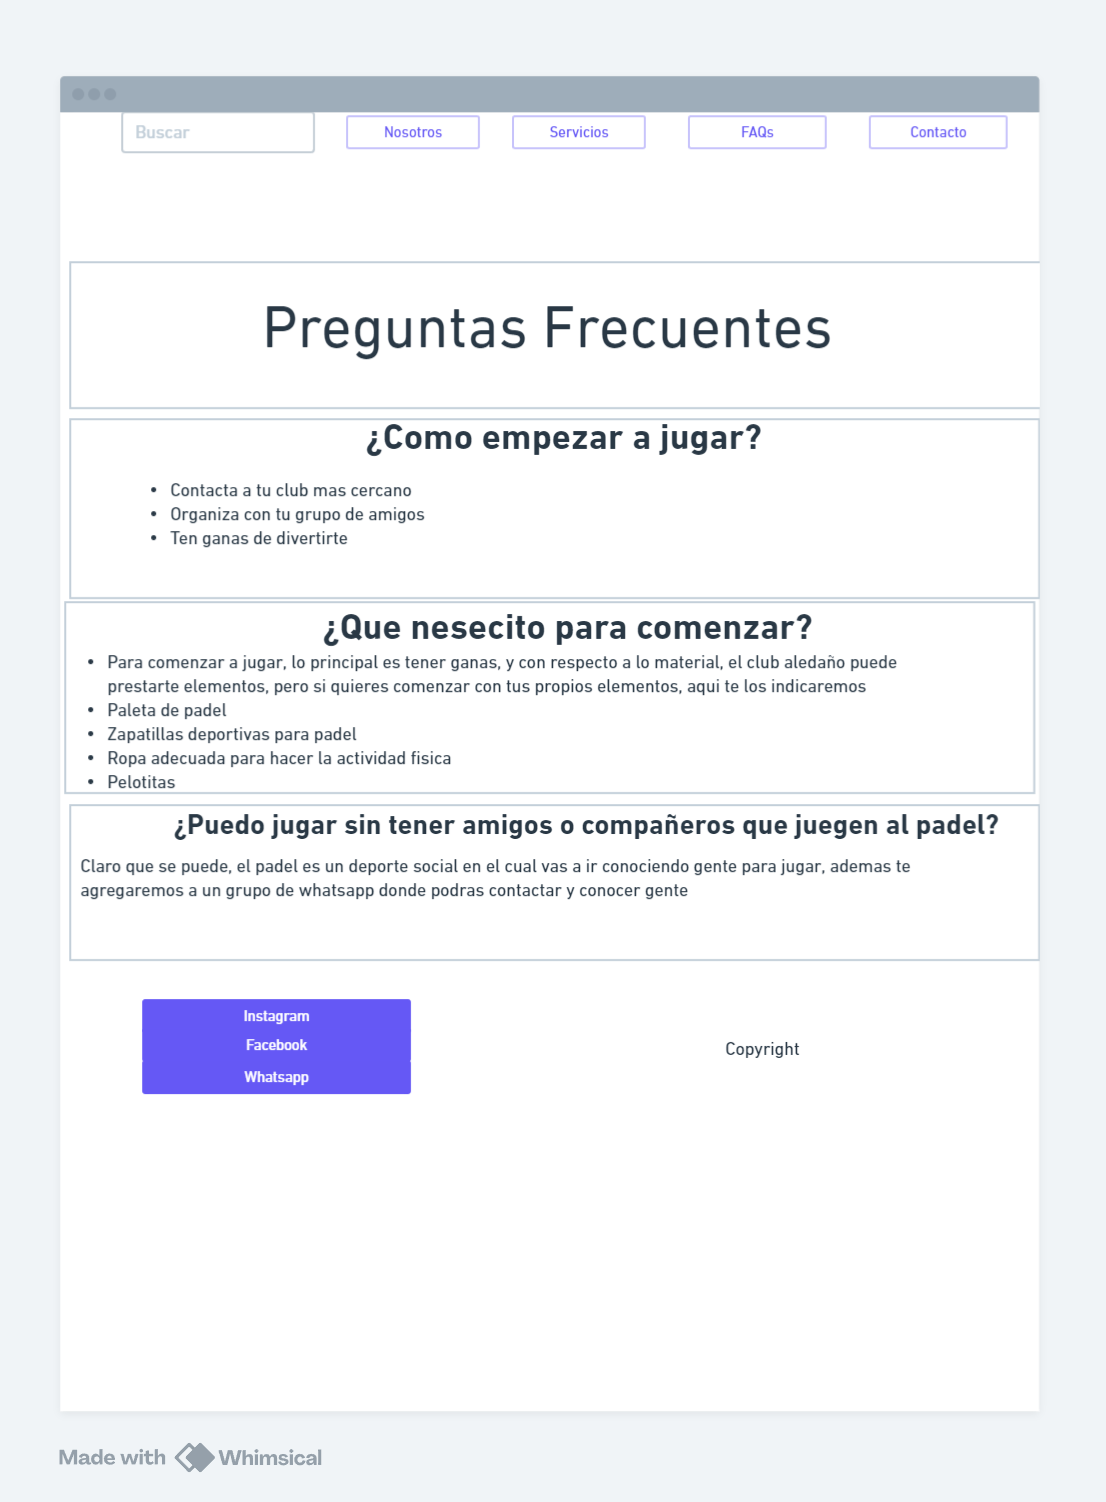 Buscar
Nosotros
Servicios
FAQs
Contacto
Preguntas Frecuentes
¿Como empezar a jugar?
• Contacta a tu club mas cercano
• Organiza con tu grupo de amigos
• Ten ganas de divertirte
¿Que nesecito para comenzar?
• Para comenzar a jugar, lo principal es tener ganas, y con respecto a lo material, el club aledaño puede
prestarte elementos, pero si quieres comenzar con tus propios elementos, aqui te los indicaremos
• Paleta de padel
• Zapatillas deportivas para padel
• Ropa adecuada para hacer la actividad fisica
• Pelotitas
¿Puedo jugar sin tener amigos o compañeros que juegen al padel?
Claro que se puede, el padel es un deporte social en el cual vas a ir conociendo gente para jugar, ademas te
agregaremos a un grupo de whatsapp donde podras contactar y conocer gente
Instagram
Facebook
Whatsapp
Copyright
Made with Whimsical